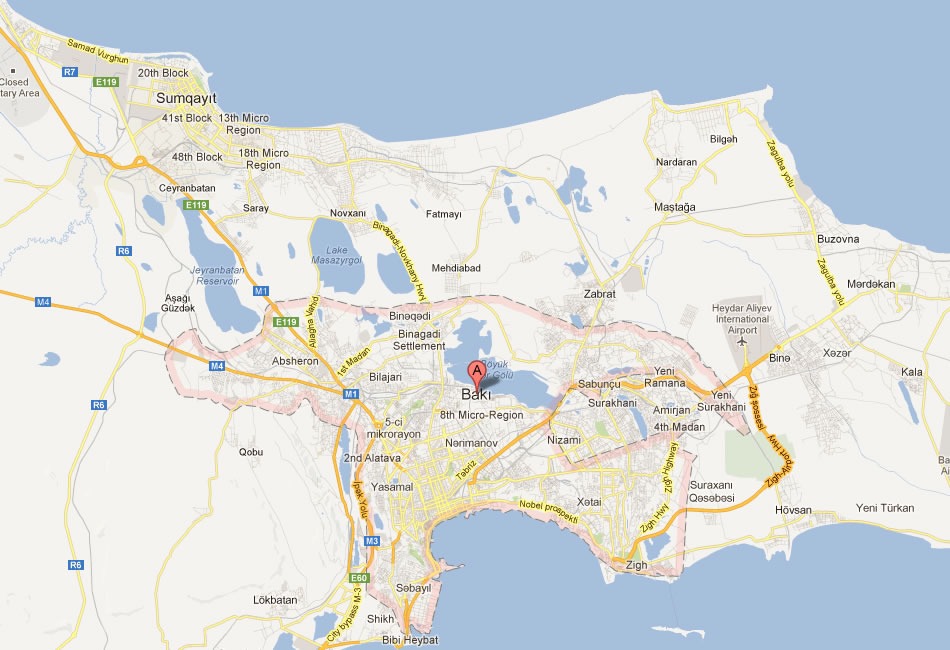 Samad Vurghun
R7
E119
20th Block
Closed
tary Area
Sumqayıt
41st Block
13th Micro
Region
48th Block
18th Micro
Region
Ceyranbatan
E119
Saray
Novxanı
Fatmayı
Binəgadi-Novkhany Hwy
Bilgəh
Nardaran
Zagulba yolu
Maştağa
Buzovna
Zagulba yolu
Mərdəkan
R6
Lake
Masazyrgol
Jeyranbatan
Reservoir
Mehdiabad
M1
M4
Aşağı
Güzdək
Zabrat
Heydar Aliyev
International
Airport
E119
Binəqədi
Binagadi
Settlement
1st Madan
Absheron
M4
Bilajari
M1
A
Böyük
Gölü
Bakı
8th Micro-Region
Sabunçu
Yeni
Ramana
Binə
Xəzər
Kala
Surakhani
Amirjan
Yeni
Surakhani
4th Madan
R6
5-ci
mikrorayon
Nərimanov
Nizami
Zığ şossesi
Qobu
2nd Alatava
Təbriz
Zigh Highway
Zigh-Airport Hwy
Yasamal
İpək Yolu
Xətai
Suraxanı
Qəsəbəsi
Nobel prospekti
Zigh Hwy
Hövsan
Yeni Türkan
M3
R6
Zigh
E60
Səbayıl
Lökbatan
City bypass M-3
Shikh
Bibi Heybat